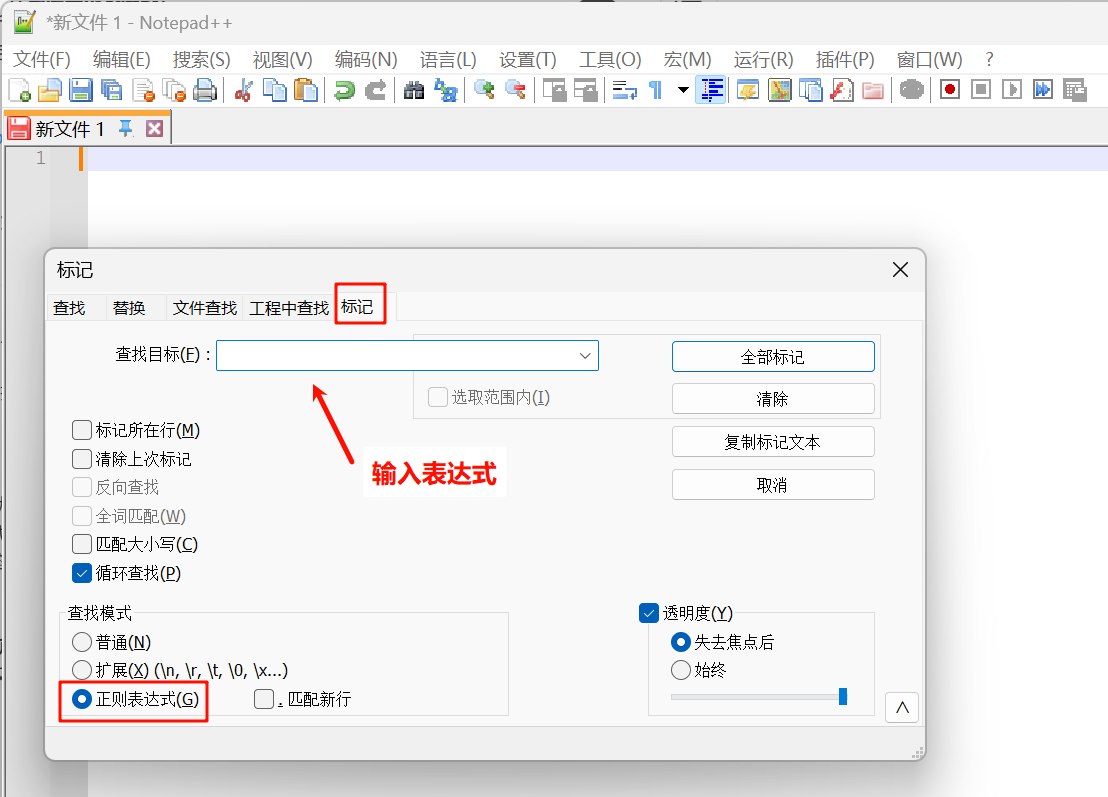 *新文件 1 - Notepad++
文件(F) 编辑(E) 搜索(S) 视图(V) 编码(N) 语言(L) 设置(T) 工具(O) 宏(M) 运行(R) 插件(P) 窗口(W) ?
新文件 1
1
标记
查找 替换 文件查找 工程中查找 标记
查找目标(F) : 全部标记
选取范围内(I) 清除
标记所在行(M) 复制标记文本
清除上次标记
输入表达式
反向查找 取消
全词匹配(W)
匹配大小写(C)
循环查找(P)
查找模式 透明度(Y)
普通(N) 失去焦点后
扩展(X) (\n, \r, \t, \0, \x...) 始终
正则表达式(G) . 匹配新行